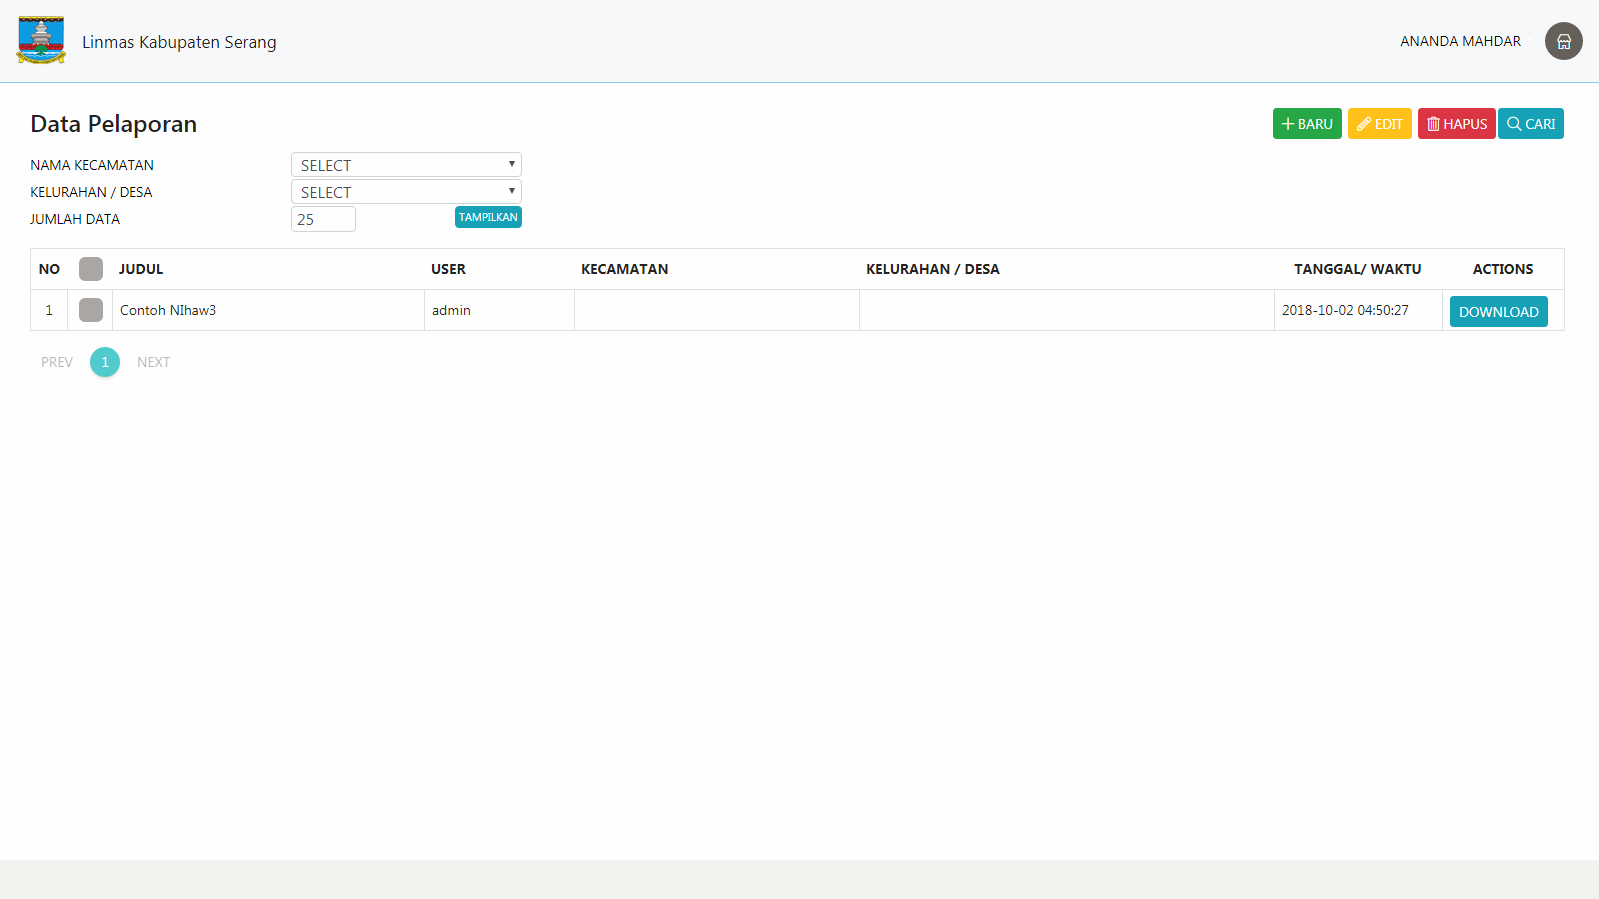 Linmas Kabupaten Serang
ANANDA MAHDAR
Data Pelaporan
BARU EDIT HAPUS CARI
NAMA KECAMATAN SELECT
KELURAHAN / DESA SELECT
JUMLAH DATA 25 TAMPILKAN
NO JUDUL USER KECAMATAN KELURAHAN / DESA TANGGAL/ WAKTU ACTIONS
1 Contoh NIhaw3 admin 2018-10-02 04:50:27 DOWNLOAD
PREV 1 NEXT